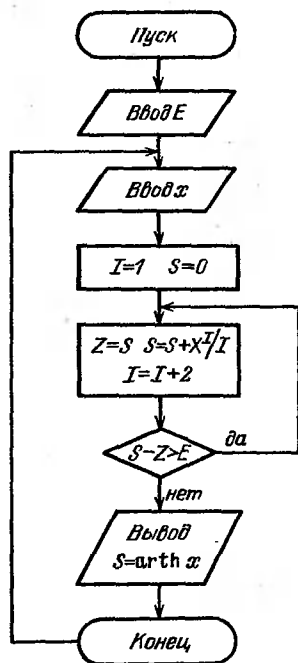 Пуск
Ввод E
Ввод x
I=1 S=0
Z=S S=S+X^I/I
I=I+2
S-Z>E
да
нет
Вывод
S=arth x
Конец